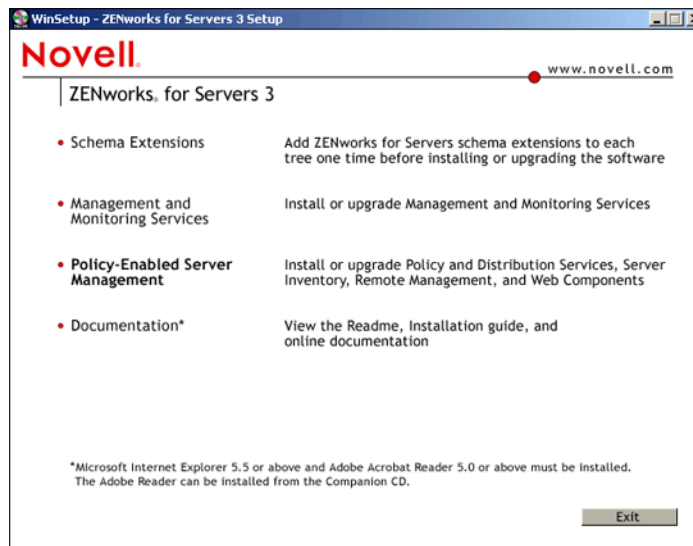 WinSetup - ZENworks for Servers 3 Setup
Novell.
www.novell.com
ZENworks® for Servers 3
Schema Extensions
Add ZENworks for Servers schema extensions to each
tree one time before installing or upgrading the software
Management and
Monitoring Services
Install or upgrade Management and Monitoring Services
Policy-Enabled Server
Management
Install or upgrade Policy and Distribution Services, Server
Inventory, Remote Management, and Web Components
Documentation*
View the Readme, Installation guide, and
online documentation
*Microsoft Internet Explorer 5.5 or above and Adobe Acrobat Reader 5.0 or above must be installed.
The Adobe Reader can be installed from the Companion CD.
Exit